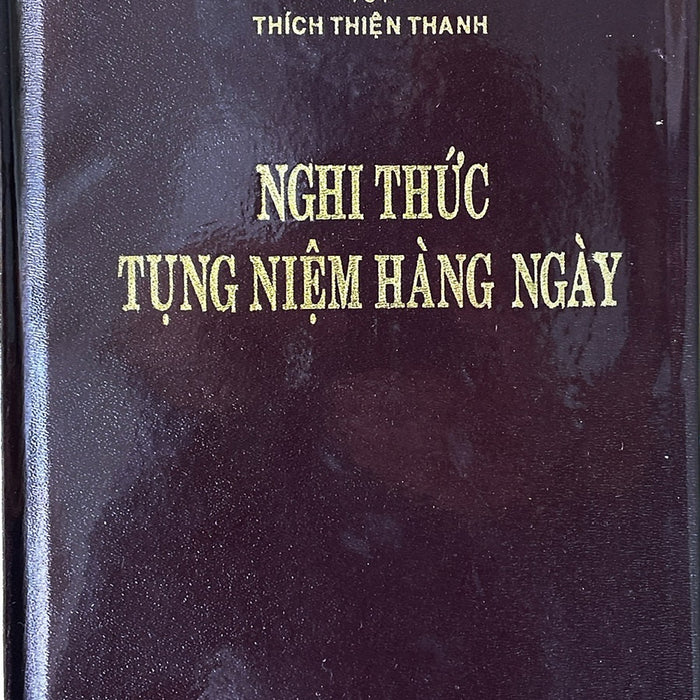 THÍCH THIỆN THANH
NGHI THỨC
TỤNG NIỆM HÀNG NGÀY